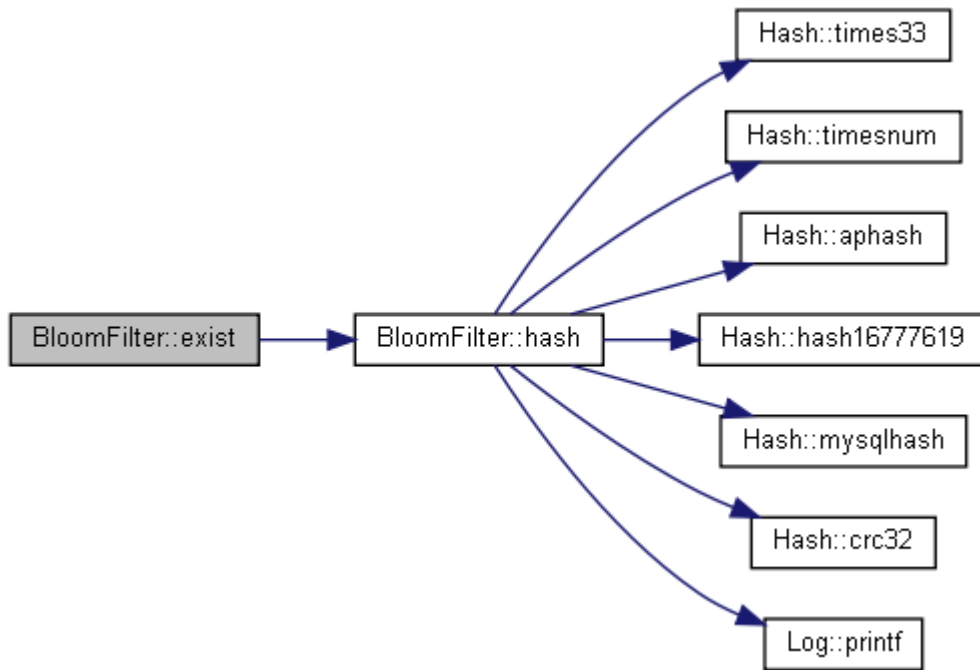 Hash::times33
Hash::timesnum
Hash::aphash
BloomFilter::exist
BloomFilter::hash
Hash::hash16777619
Hash::mysqlhash
Hash::crc32
Log::printf